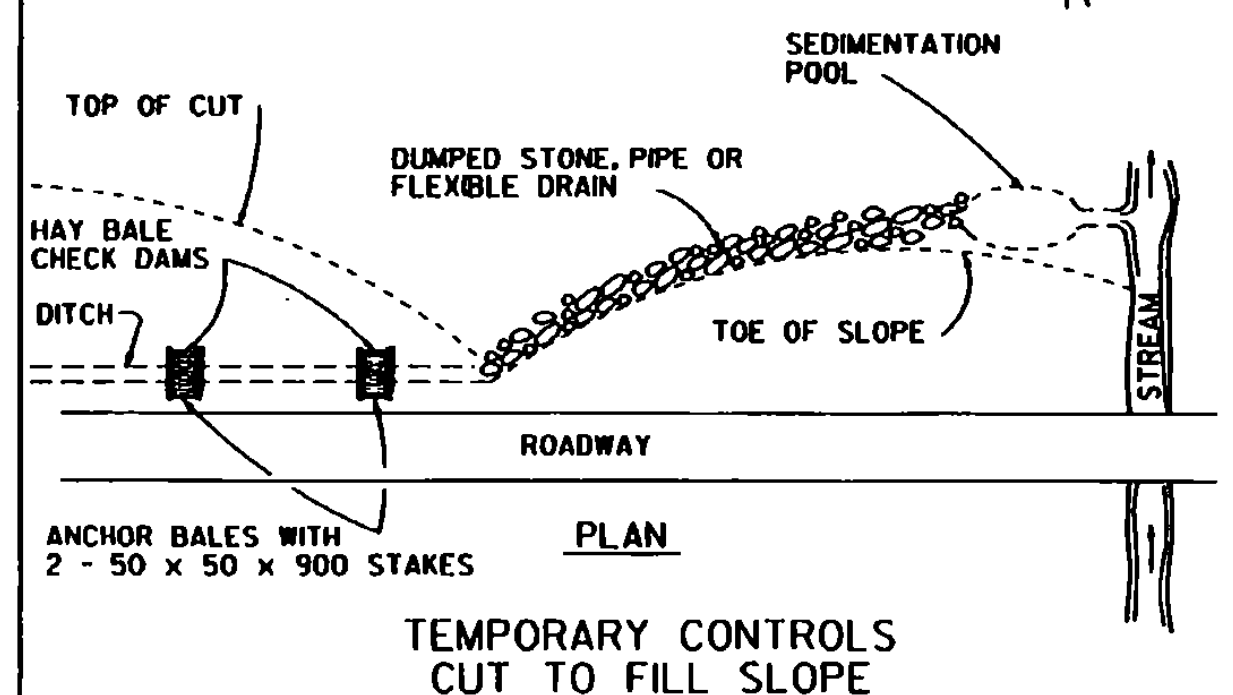 SEDIMENTATION
POOL
TOP OF CUT
DUMPED STONE, PIPE OR
FLEXIBLE DRAIN
HAY BALE
CHECK DAMS
DITCH
TOE OF SLOPE
STREAM
ROADWAY
ANCHOR BALES WITH
2 - 50 x 50 x 900 STAKES
PLAN
TEMPORARY CONTROLS
CUT TO FILL SLOPE